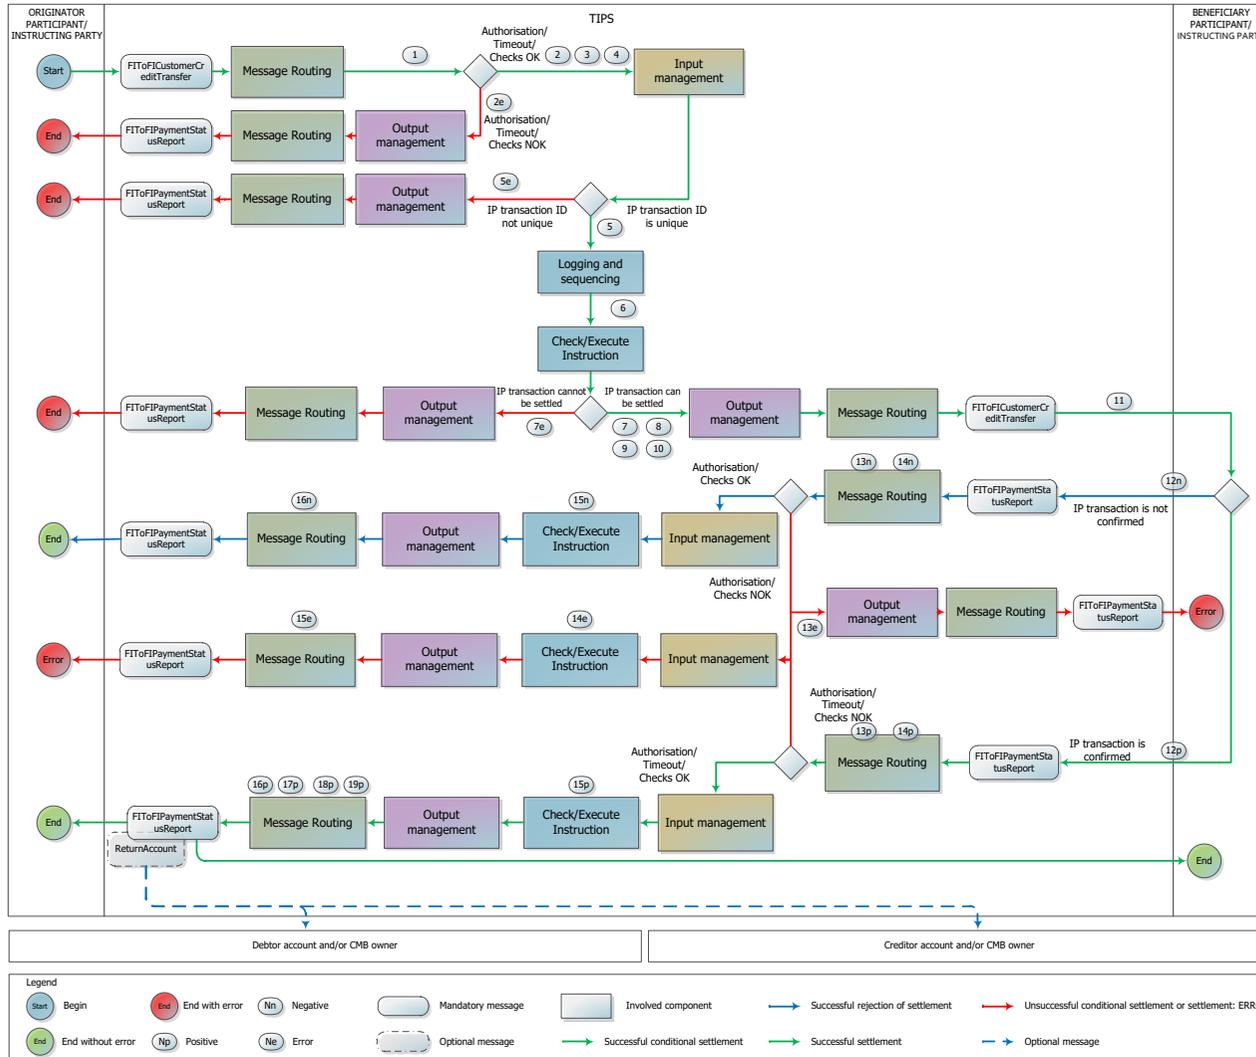 ORIGINATOR
PARTICIPANT/
INSTRUCTING PARTY
TIPS
BENEFICIARY
PARTICIPANT/
INSTRUCTING PART
Start
FIToFICustomerCr
editTransfer
Message Routing
1
Authorisation/
Timeout/
Checks OK
2
3
4
Input
management
2e
Authorisation/
Timeout/
Checks NOK
End
FIToFIPaymentStat
usReport
Message Routing
Output
management
End
FIToFIPaymentStat
usReport
Message Routing
Output
management
5e
IP transaction ID
not unique
IP transaction ID
is unique
5
Logging and
sequencing
6
Check/Execute
Instruction
End
FIToFIPaymentStat
usReport
Message Routing
Output
management
IP transaction cannot
be settled
7e
IP transaction can
be settled
7
8
9
10
Output
management
Message Routing
FIToFICustomerCr
editTransfer
11
Authorisation/
Checks OK
13n
14n
Message Routing
FIToFIPaymentSta
tusReport
12n
IP transaction is not
confirmed
End
FIToFIPaymentStat
usReport
16n
Message Routing
Output
management
15n
Check/Execute
Instruction
Input management
Authorisation/
Checks NOK
13e
Output
management
Message Routing
FIToFIPaymentSta
tusReport
Error
Error
FIToFIPaymentStat
usReport
15e
Message Routing
Output
management
14e
Check/Execute
Instruction
Input management
Authorisation/
Timeout/
Checks NOK
13p
14p
Message Routing
FIToFIPaymentSta
tusReport
IP transaction is
confirmed
12p
Authorisation/
Timeout/
Checks OK
End
FIToFIPaymentStat
usReport
ReturnAccount
16p
17p
18p
19p
Message Routing
Output
management
15p
Check/Execute
Instruction
Input management
End
Debtor account and/or CMB owner
Creditor account and/or CMB owner
Legend
Start
Begin
End
End with error
Nn
Negative
Mandatory message
Involved component
Successful rejection of settlement
Unsuccessful conditional settlement or settlement: ERR
End
End without error
Np
Positive
Ne
Error
Optional message
Successful conditional settlement
Successful settlement
Optional message